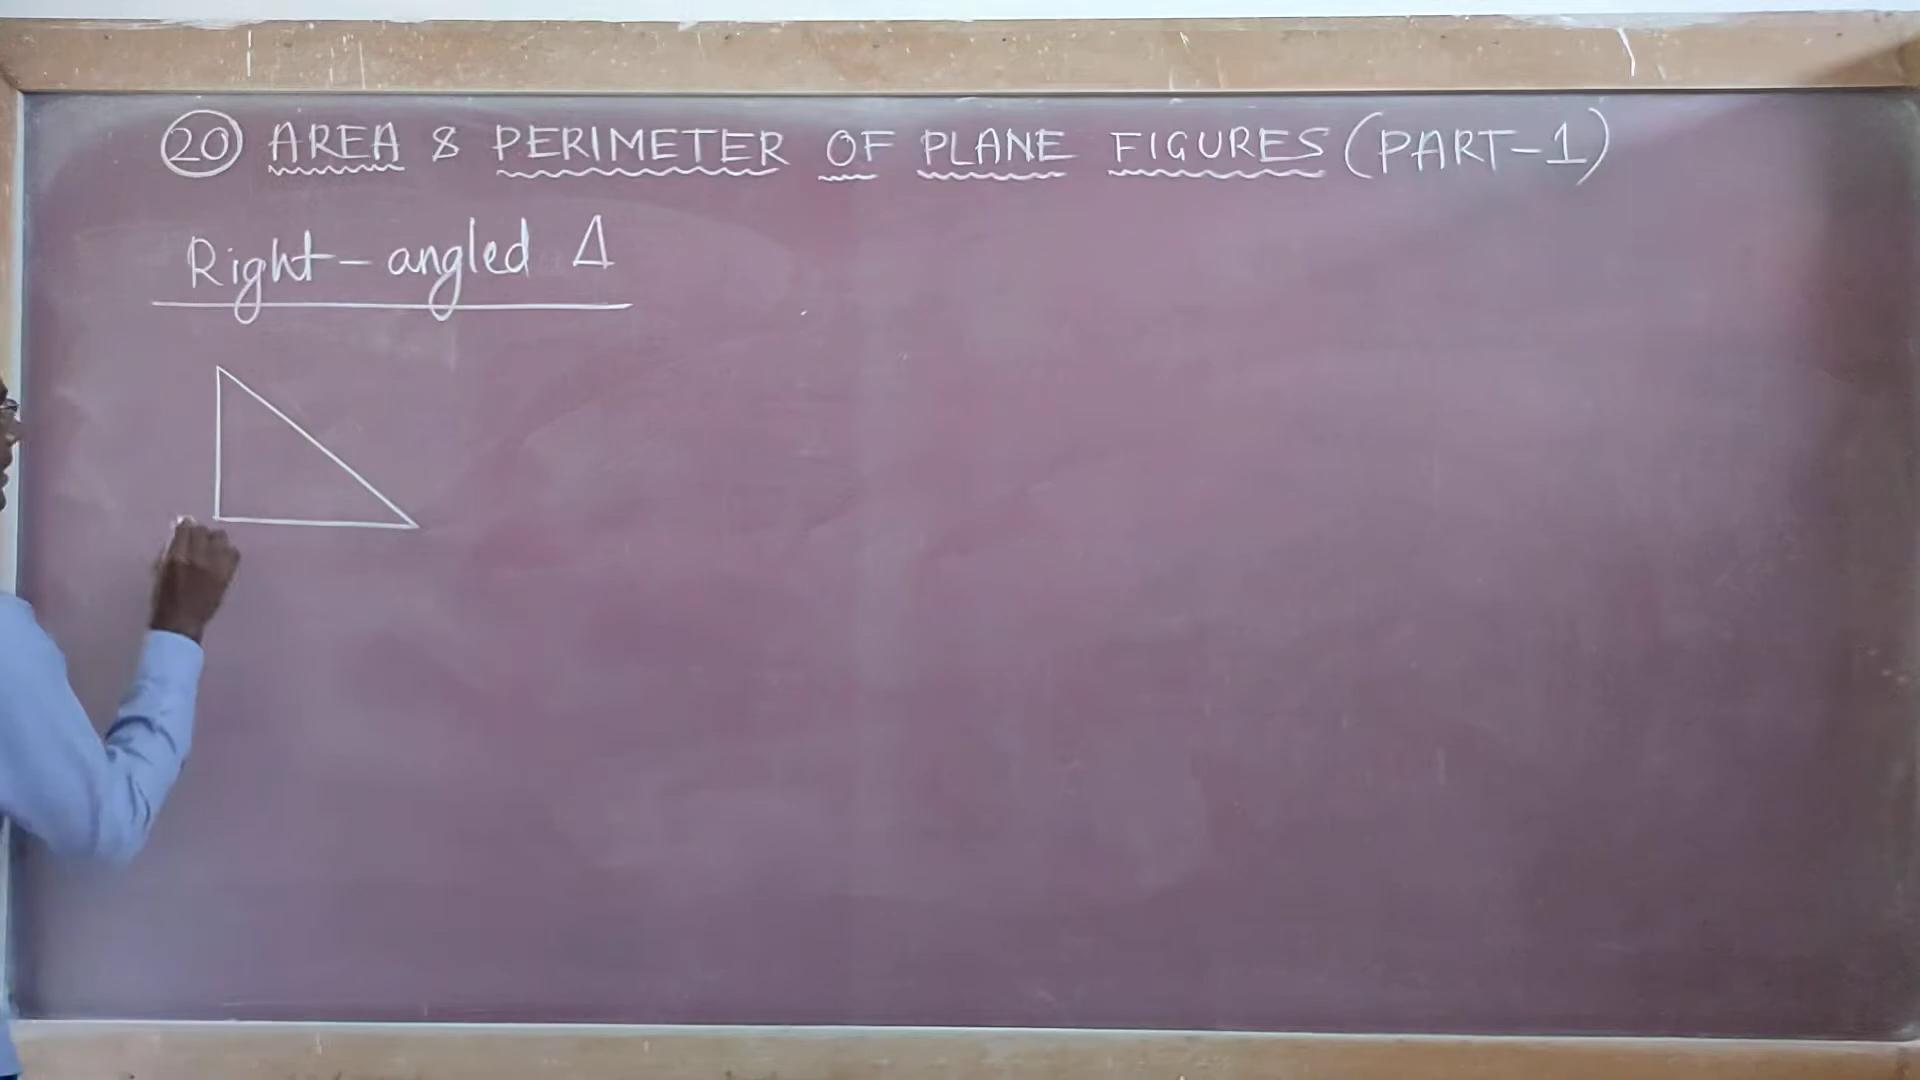 20 AREA & PERIMETER OF PLANE FIGURES (PART-1)
Right-angled Δ